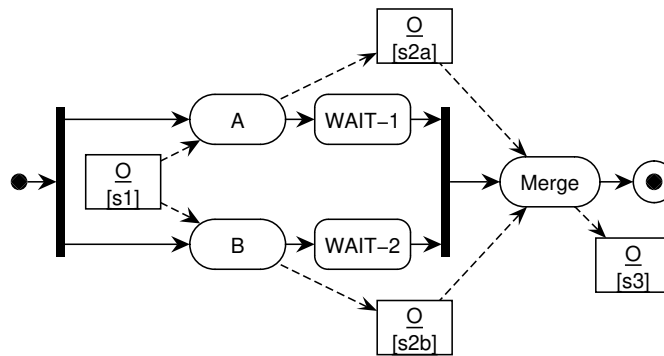 O
[s2a]
A
WAIT−1
O
[s1]
Merge
B
WAIT−2
O
[s3]
O
[s2b]